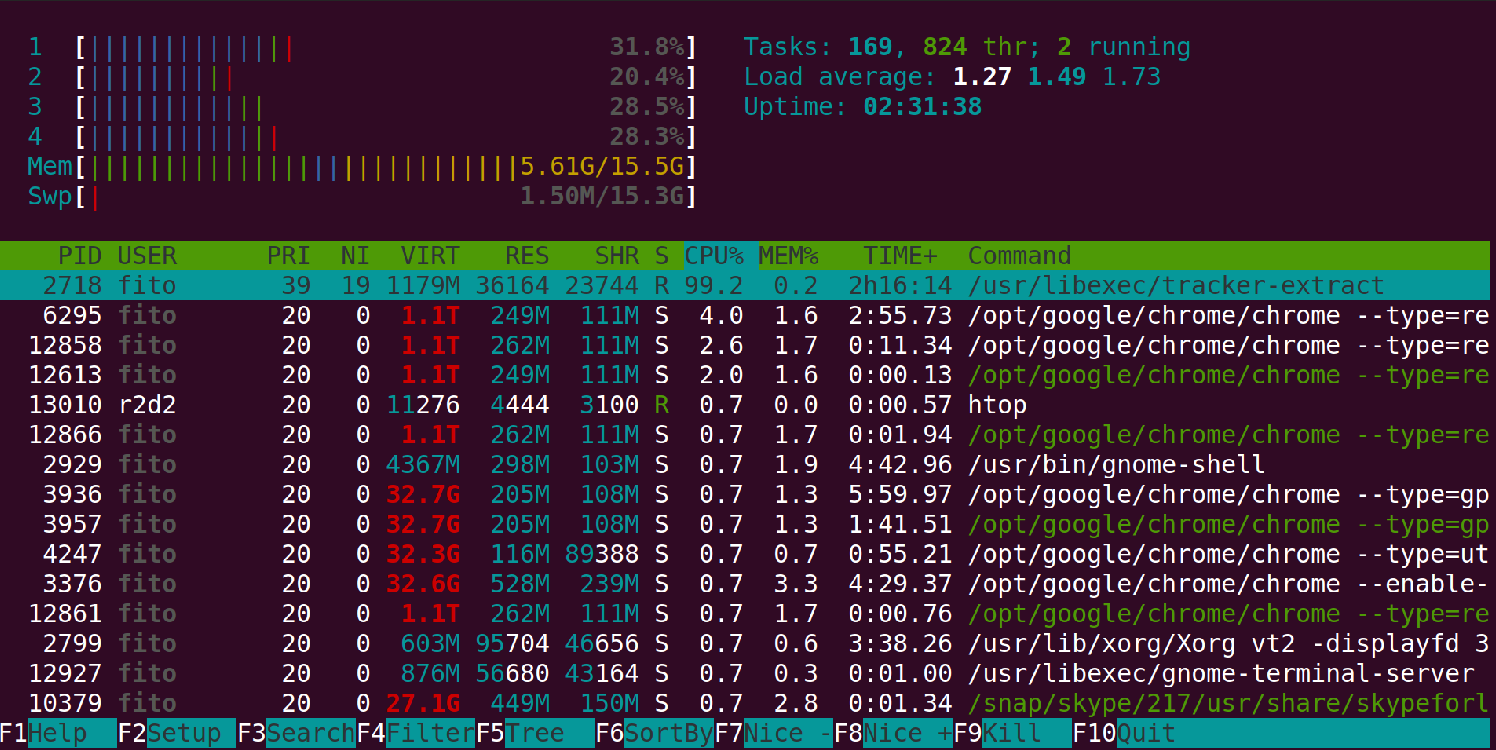 1 [||||||||||||||31.8%] Tasks: 169, 824 thr; 2 running
2 [||||||||||20.4%] Load average: 1.27 1.49 1.73
3 [||||||||||||28.5%] Uptime: 02:31:38
4 [|||||||||||||28.3%]
Mem[|||||||||||||||||||||||||||||5.61G/15.5G]
Swp[|1.50M/15.3G]
PID USER PRI NI VIRT RES SHR S CPU% MEM% TIME+ Command
2718 fito 39 19 1179M 36164 23744 R 99.2 0.2 2h16:14 /usr/libexec/tracker-extract
6295 fito 20 0 1.1T 249M 111M S 4.0 1.6 2:55.73 /opt/google/chrome/chrome --type=re
12858 fito 20 0 1.1T 262M 111M S 2.6 1.7 0:11.34 /opt/google/chrome/chrome --type=re
12613 fito 20 0 1.1T 249M 111M S 2.0 1.6 0:00.13 /opt/google/chrome/chrome --type=re
13010 r2d2 20 0 11276 4444 3100 R 0.7 0.0 0:00.57 htop
12866 fito 20 0 1.1T 262M 111M S 0.7 1.7 0:01.94 /opt/google/chrome/chrome --type=re
2929 fito 20 0 4367M 298M 103M S 0.7 1.9 4:42.96 /usr/bin/gnome-shell
3936 fito 20 0 32.7G 205M 108M S 0.7 1.3 5:59.97 /opt/google/chrome/chrome --type=gp
3957 fito 20 0 32.7G 205M 108M S 0.7 1.3 1:41.51 /opt/google/chrome/chrome --type=gp
4247 fito 20 0 32.3G 116M 89388 S 0.7 0.7 0:55.21 /opt/google/chrome/chrome --type=ut
3376 fito 20 0 32.6G 528M 239M S 0.7 3.3 4:29.37 /opt/google/chrome/chrome --enable-
12861 fito 20 0 1.1T 262M 111M S 0.7 1.7 0:00.76 /opt/google/chrome/chrome --type=re
2799 fito 20 0 603M 95704 46656 S 0.7 0.6 3:38.26 /usr/lib/xorg/Xorg vt2 -displayfd 3
12927 fito 20 0 876M 56680 43164 S 0.7 0.3 0:01.00 /usr/libexec/gnome-terminal-server
10379 fito 20 0 27.1G 449M 150M S 0.7 2.8 0:01.34 /snap/skype/217/usr/share/skypeforl
F1Help F2Setup F3SearchF4FilterF5Tree F6SortByF7Nice -F8Nice +F9Kill F10Quit